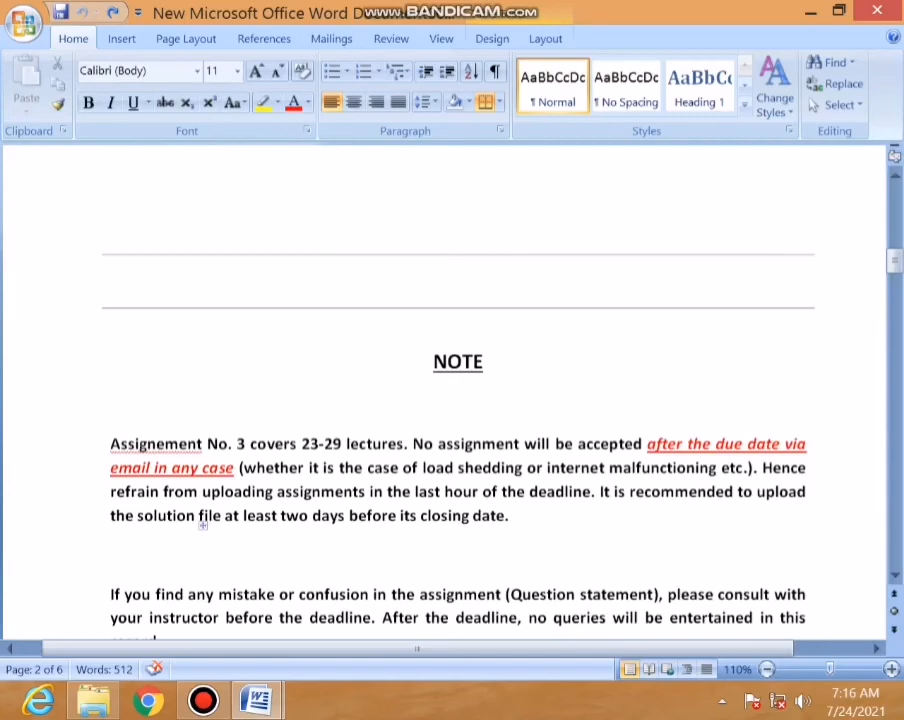 New Microsoft Office Word D
www.BANDICAM.com
Home Insert Page Layout References Mailings Review View Design Layout
Calibri (Body) 11
Paste
B I U abc X₂ X² Aa A
AaBbCcDc AaBbCcDc AaBbCc
¶ Normal ¶ No Spacing Heading 1
Change Styles
Find
Replace
Select
Clipboard Font Paragraph Styles Editing
NOTE
Assignement No. 3 covers 23-29 lectures. No assignment will be accepted after the due date via
email in any case (whether it is the case of load shedding or internet malfunctioning etc.). Hence
refrain from uploading assignments in the last hour of the deadline. It is recommended to upload
the solution file at least two days before its closing date.
If you find any mistake or confusion in the assignment (Question statement), please consult with
your instructor before the deadline. After the deadline, no queries will be entertained in this
Page: 2 of 6 Words: 512 110%
7:16 AM
7/24/2021